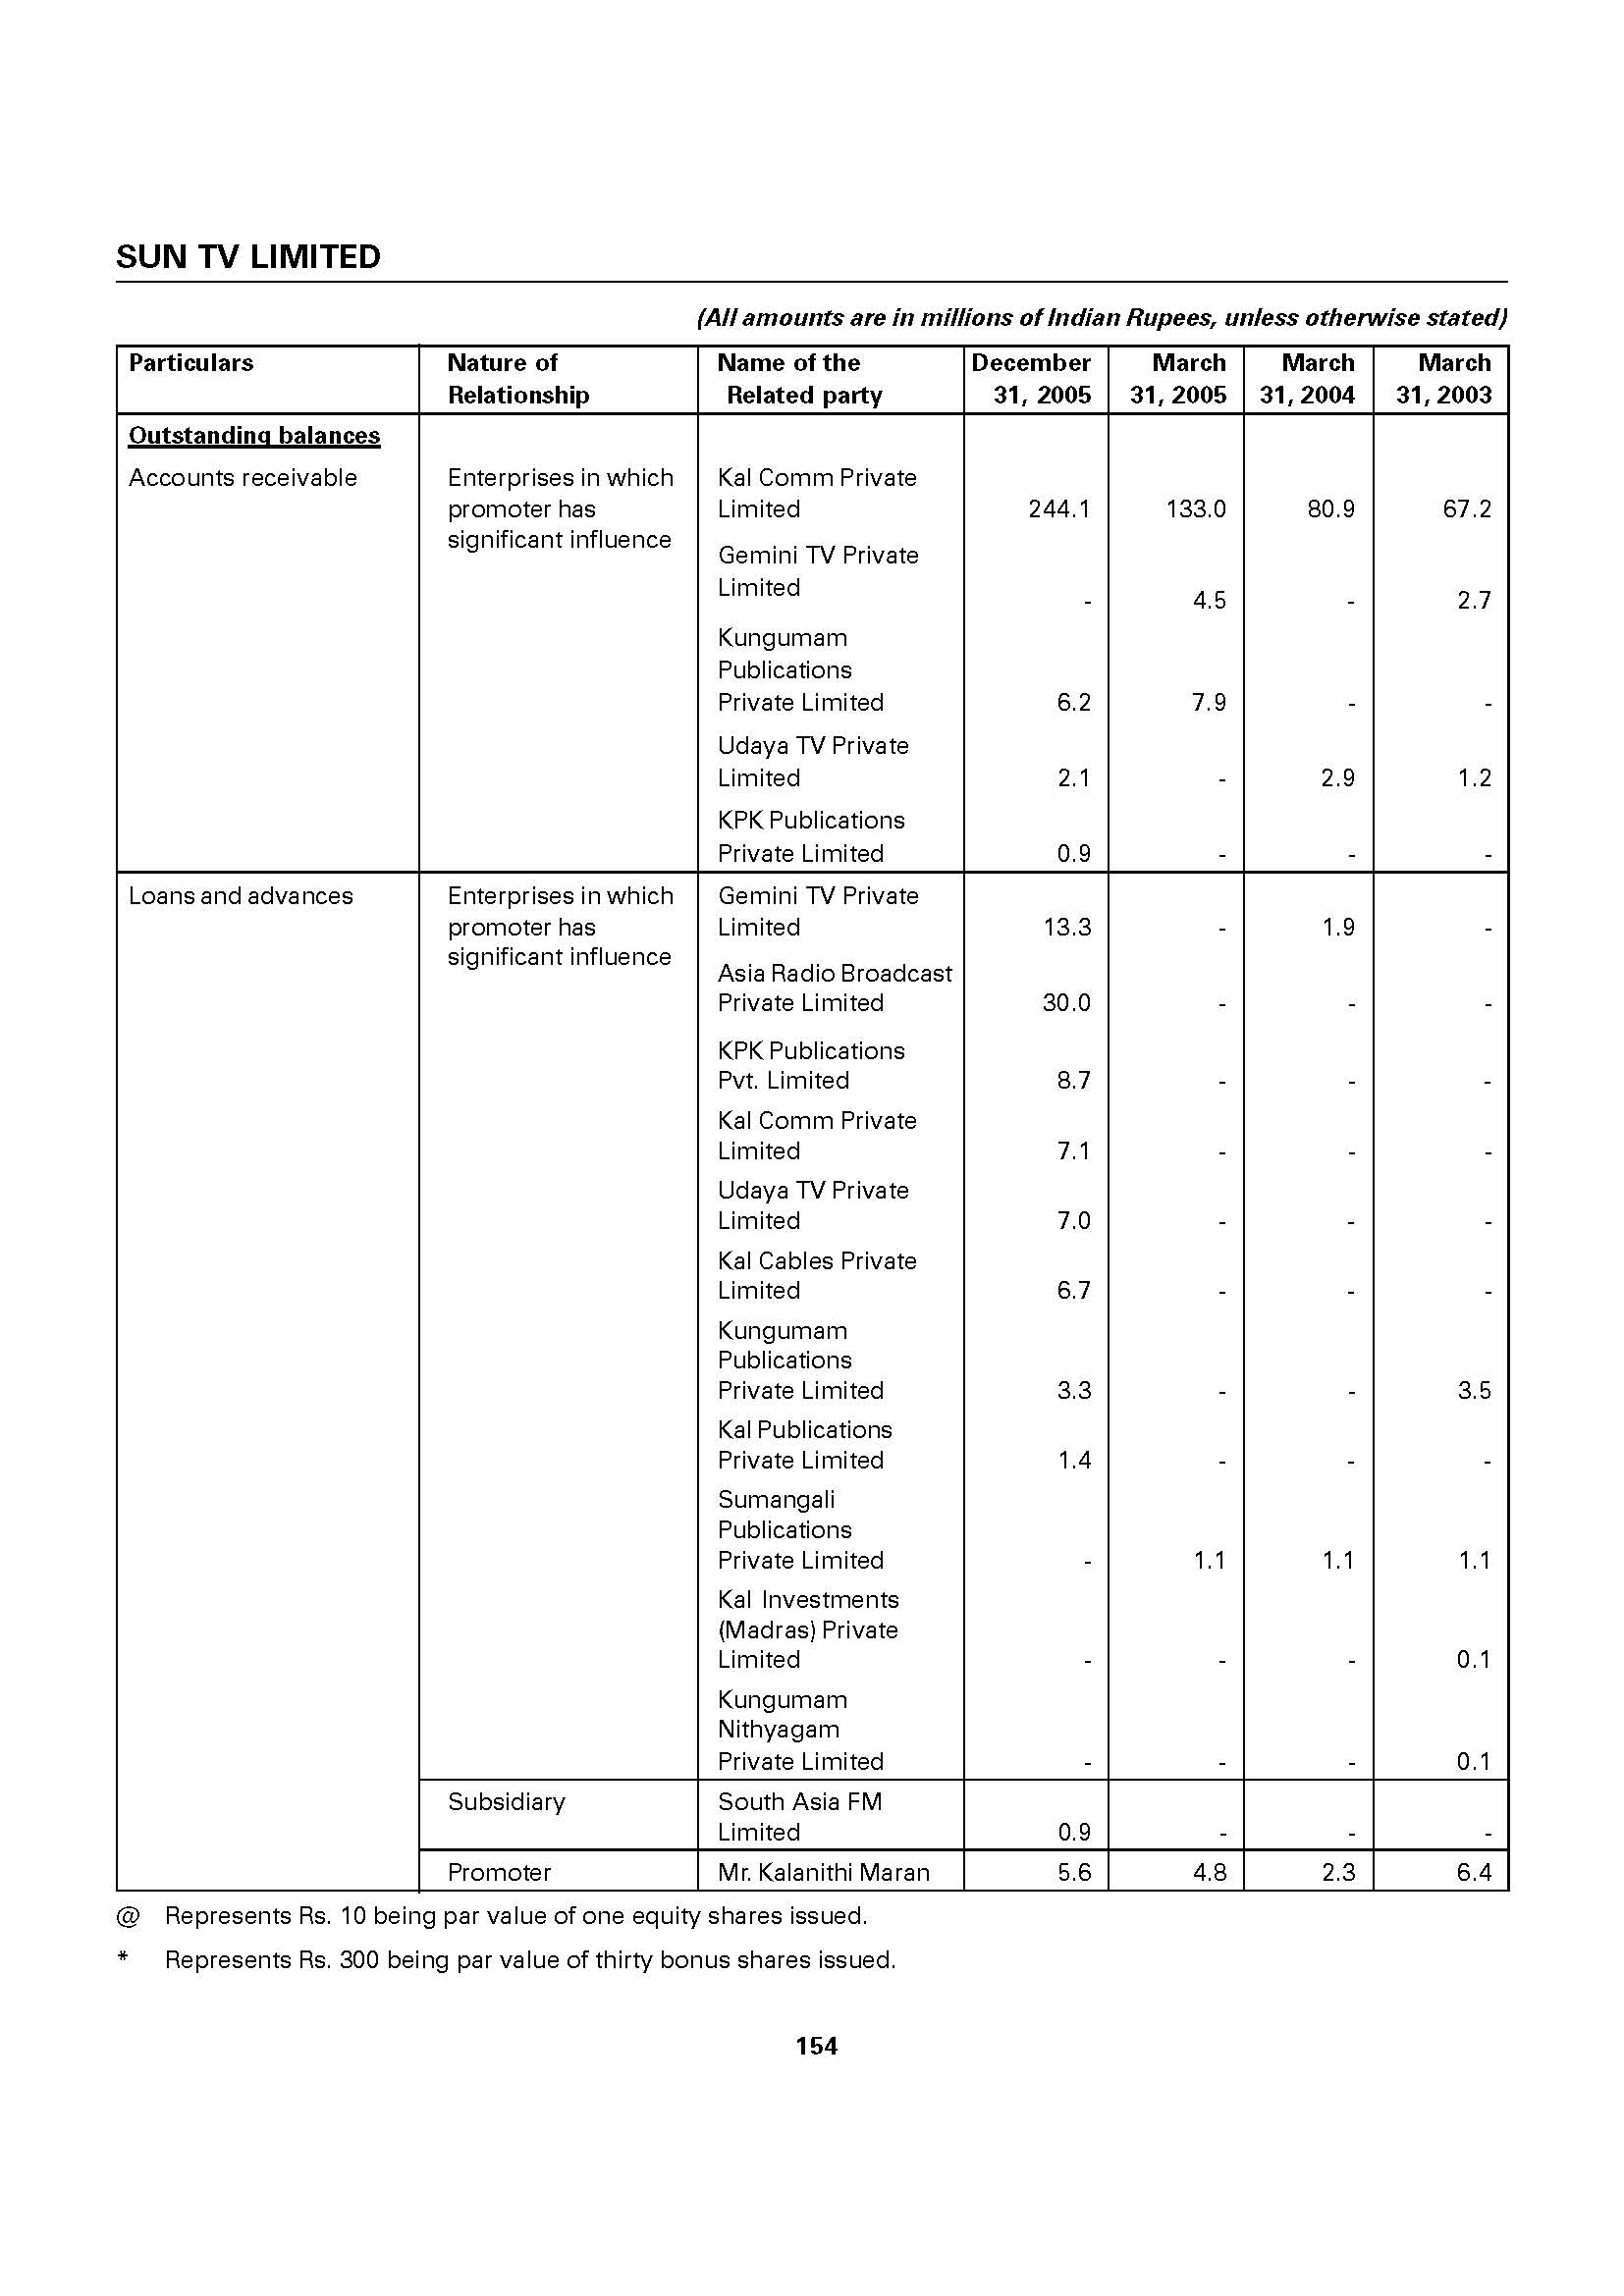 SUN TV LIMITED
(All amounts are in millions of Indian Rupees, unless otherwise stated)
Particulars Nature of Name of the December March March March
Relationship Related party 31, 2005 31, 2005 31, 2004 31, 2003
Outstanding balances
Accounts receivable Enterprises in which Kal Comm Private
promoter has Limited 244.1 133.0 80.9 67.2
significant influence
Gemini TV Private
Limited
- 4.5 - 2.7
Kungumam
Publications
Private Limited 6.2 7.9 - -
Udaya TV Private
Limited 2.1 - 2.9 1.2
KPK Publications
Private Limited 0.9 - - -
Loans and advances Enterprises in which Gemini TV Private
promoter has Limited 13.3 - 1.9 -
significant influence
Asia Radio Broadcast
Private Limited 30.0 - - -
KPK Publications
Pvt. Limited 8.7 - - -
Kal Comm Private
Limited 7.1 - - -
Udaya TV Private
Limited 7.0 - - -
Kal Cables Private
Limited 6.7 - - -
Kungumam
Publications
Private Limited 3.3 - - 3.5
Kal Publications
Private Limited 1.4 - - -
Sumangali
Publications
Private Limited - 1.1 1.1 1.1
Kal Investments
(Madras) Private
Limited - - - 0.1
Kungumam
Nithyagam
Private Limited - - - 0.1
Subsidiary South Asia FM
Limited 0.9 - - -
Promoter Mr. Kalanithi Maran 5.6 4.8 2.3 6.4
@ Represents Rs. 10 being par value of one equity shares issued.
* Represents Rs. 300 being par value of thirty bonus shares issued.
154